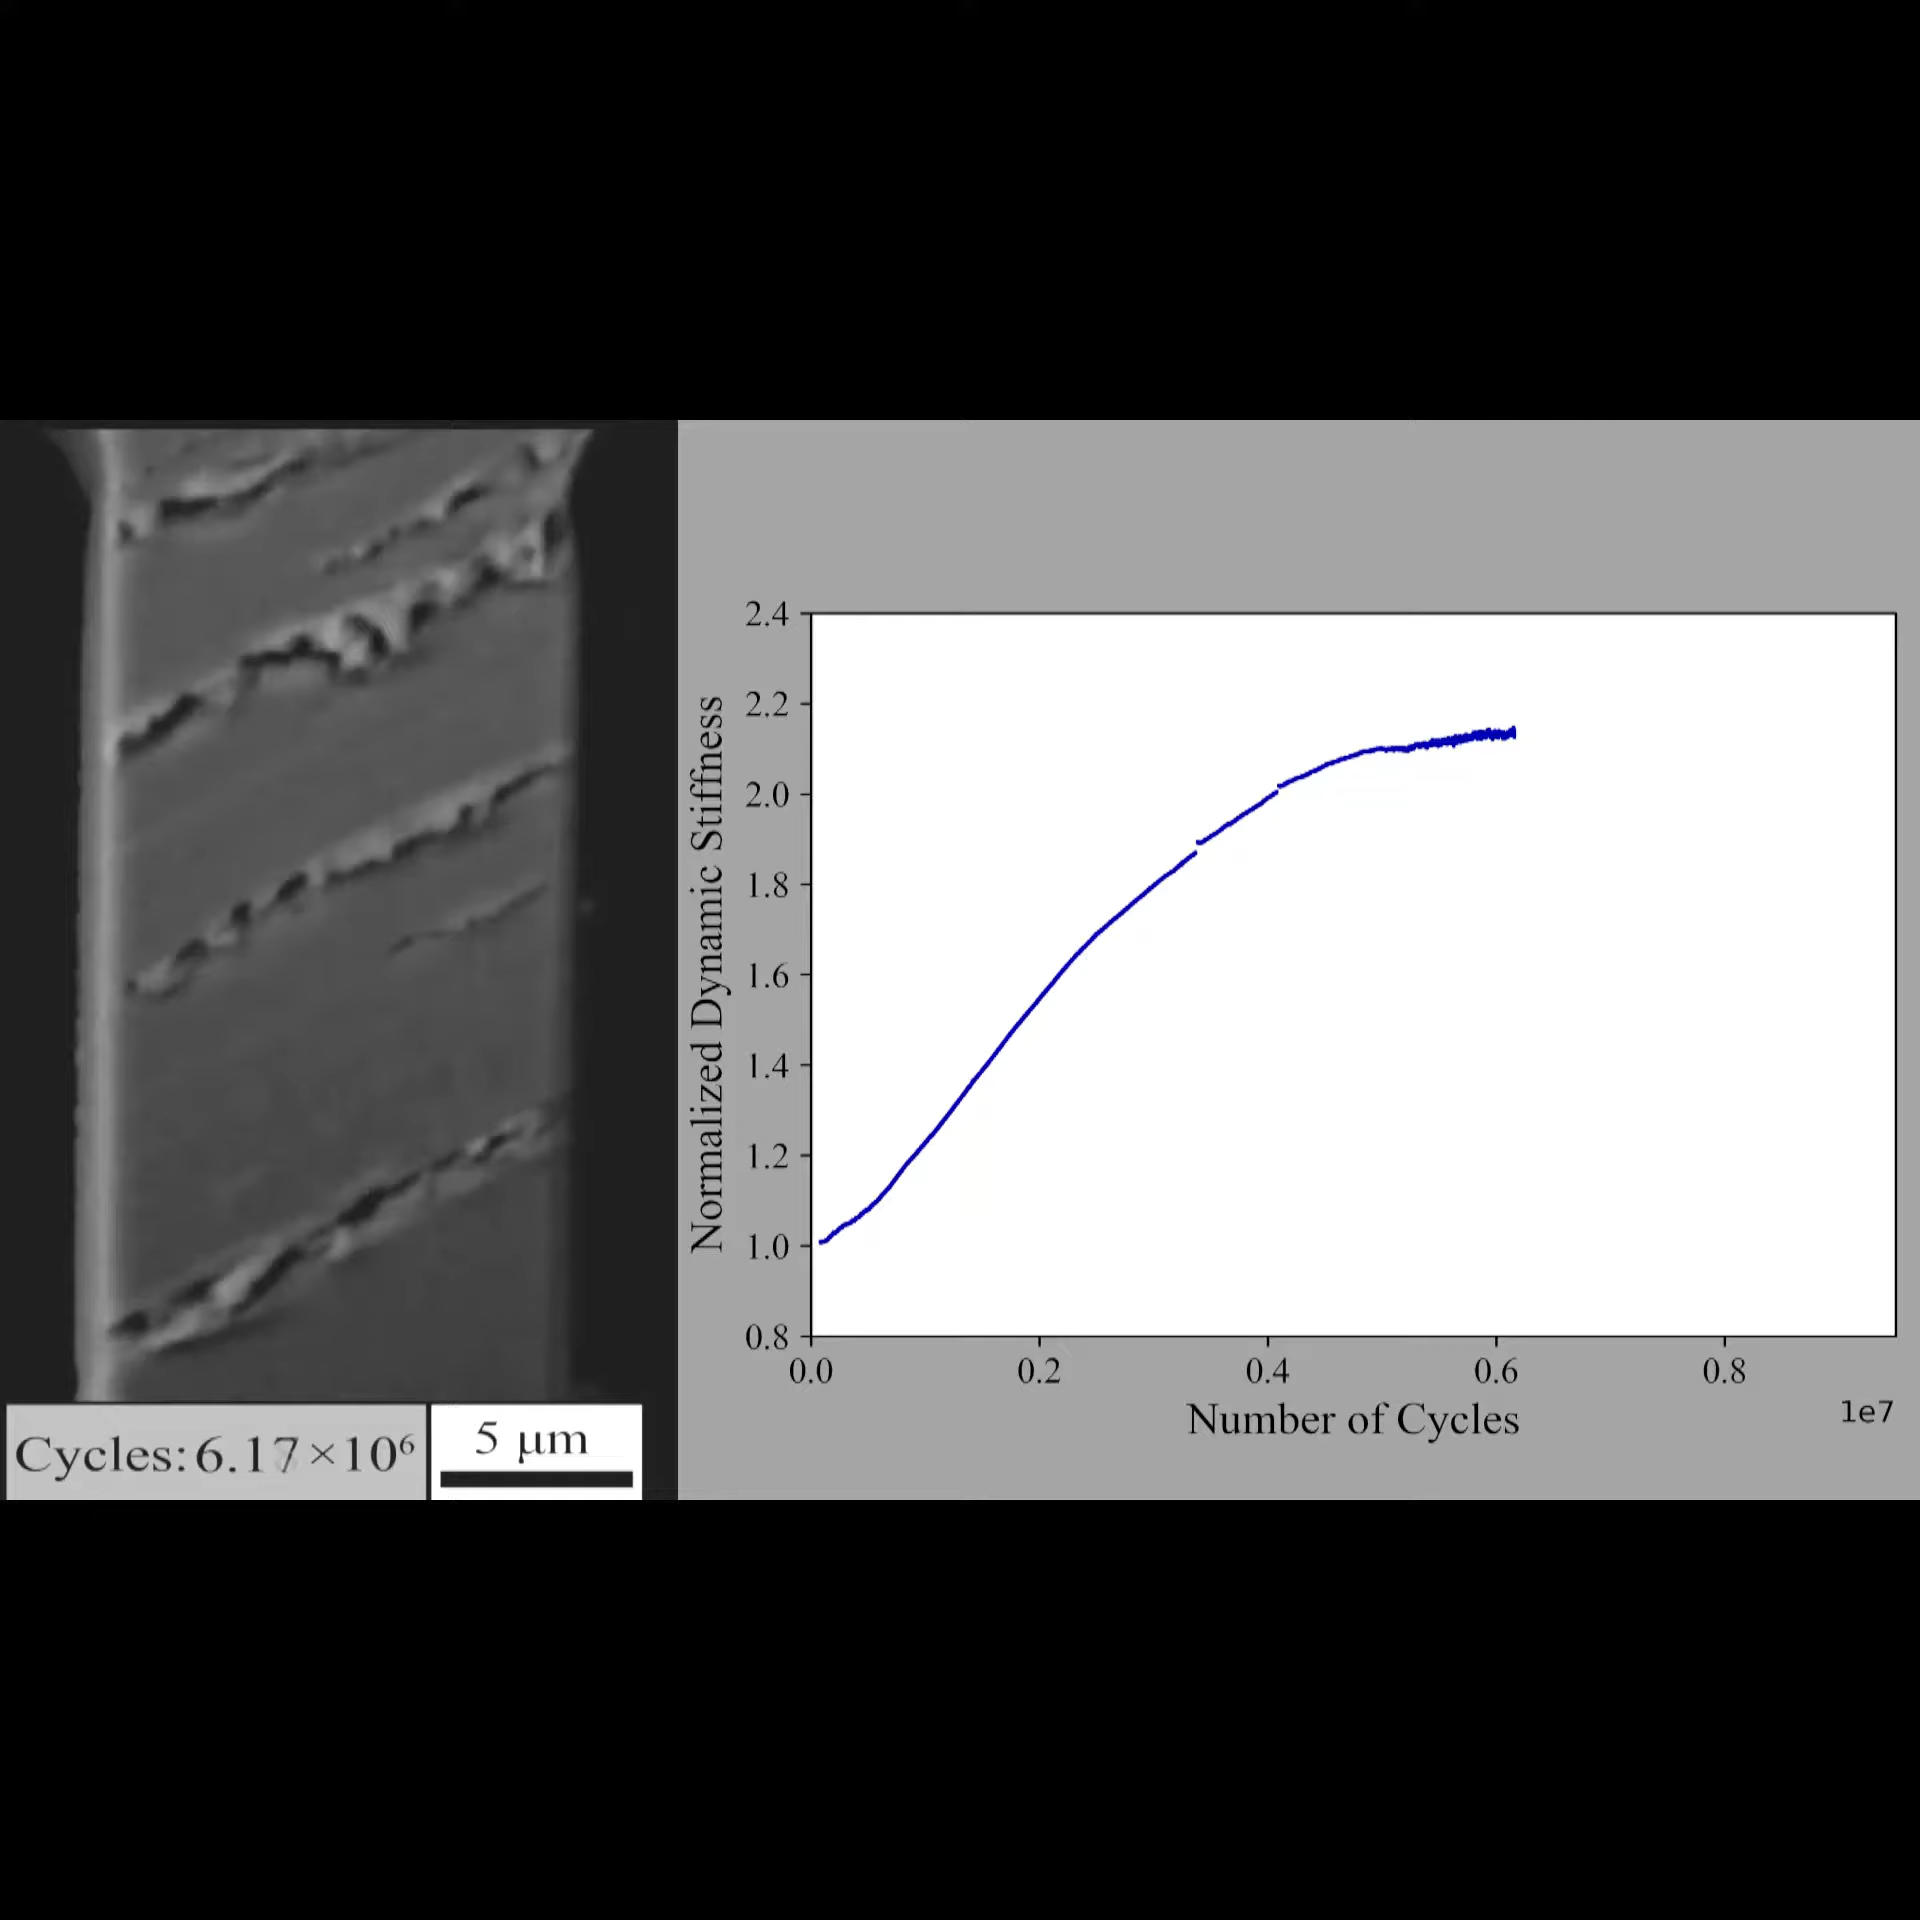 Cycles: 6.17×10⁶
5 μm
Normalized Dynamic Stiffness
2.4
2.2
2.0
1.8
1.6
1.4
1.2
1.0
0.8
0.0 0.2 0.4 0.6 0.8
Number of Cycles
1e7